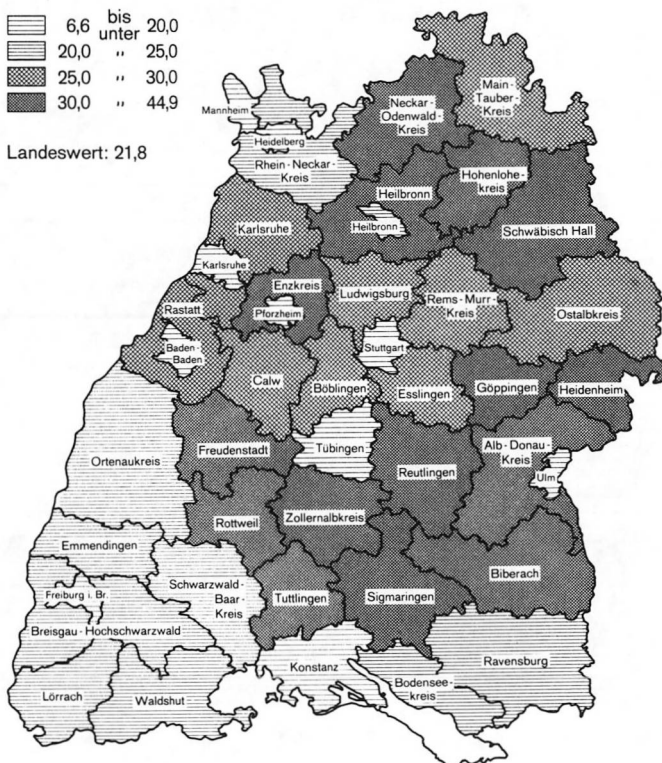 bis
6,6 unter 20,0
20,0 " 25,0
25,0 " 30,0
30,0 " 44,9
Landeswert: 21,8
Main-
Tauber-
Kreis
Neckar-
Odenwald-
Kreis
Mannheim
Heidelberg
Rhein-Neckar-
Kreis
Hohenlohe-
kreis
Heilbronn
Heilbronn
Schwäbisch Hall
Karlsruhe
Karlsruhe
Enzkreis
Ludwigsburg
Rems-Murr-
Kreis
Rastatt
Pforzheim
Ostalbkreis
Baden-
Baden
Stuttgart
Calw
Böblingen
Esslingen
Göppingen
Heidenheim
Ortenaukreis
Freudenstadt
Tübingen
Reutlingen
Alb-Donau-
Kreis
Ulm
Rottweil
Zollernalbkreis
Emmendingen
Biberach
Schwarzwald-
Baar-
Kreis
Freiburg i. Br.
Tuttlingen
Sigmaringen
Breisgau-Hochschwarzwald
Konstanz
Ravensburg
Bodensee-
kreis
Lörrach
Waldshut